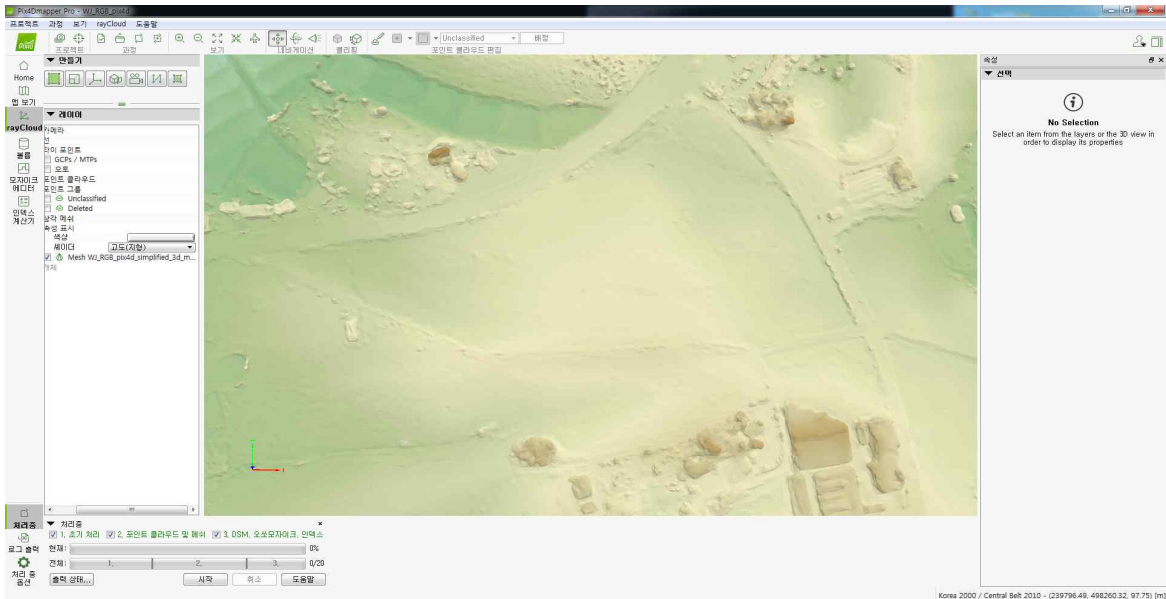 Pix4Dmapper Pro - WJ_RGB_pix4d
프로젝트 과정 보기 rayCloud 도움말
Unclassified 배정
프로젝트 과정 보기 내비게이션 클리핑 포인트 클라우드 편집
Home
맵 보기
rayCloud
볼륨
모자이크 에디터
인덱스 계산기
처리중
로그 출력
처리 중 옵션
만들기
레이어
카메라
선
타이 포인트
GCPs / MTPs
오토
포인트 클라우드
포인트 그룹
Unclassified
Deleted
삼각 메쉬
속성 표시
색상
셰이더 고도(지형)
Mesh WJ_RGB_pix4d_simplified_3d_m...
객체
처리중
1. 초기 처리 2. 포인트 클라우드 및 메쉬 3. DSM, 오쏘모자이크, 인덱스
현재: 0%
전체: 1. 2. 3. 0/20
출력 상태... 시작 취소 도움말
속성
선택
No Selection
Select an item from the layers or the 3D view in
order to display its properties
Korea 2000 / Central Belt 2010 - (239796.49, 498260.32, 97.75) [m]